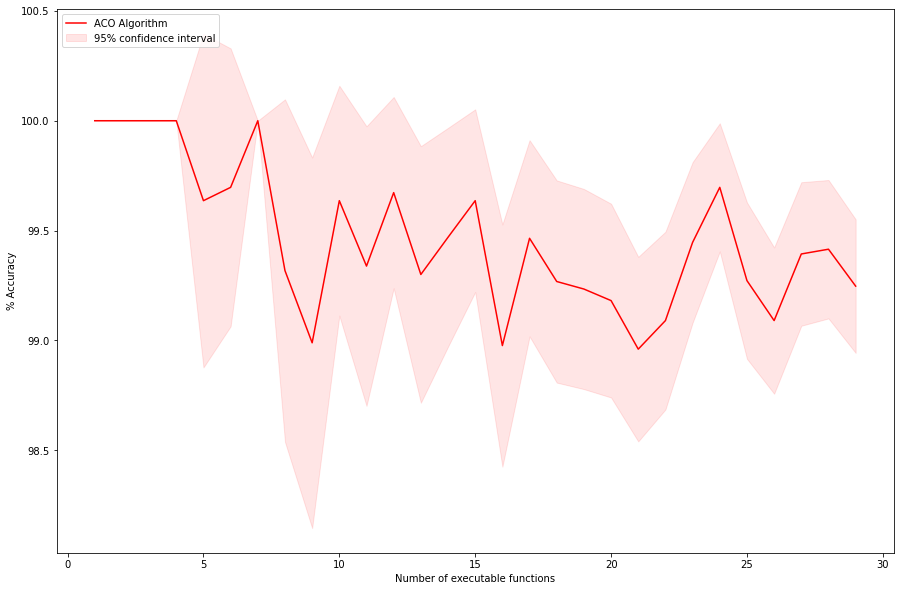 100.5
ACO Algorithm
95% confidence interval
100.0
99.5
% Accuracy
99.0
98.5
0 5 10 15 20 25 30
Number of executable functions